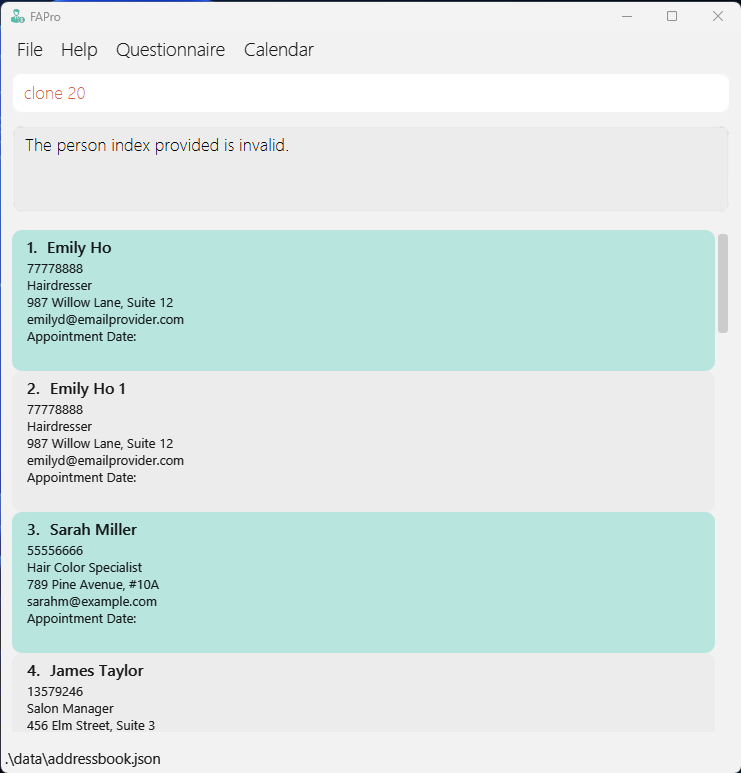 FAPro
File Help Questionnaire Calendar
clone 20
The person index provided is invalid.
1. Emily Ho
77778888
Hairdresser
987 Willow Lane, Suite 12
emilyd@emailprovider.com
Appointment Date:
2. Emily Ho 1
77778888
Hairdresser
987 Willow Lane, Suite 12
emilyd@emailprovider.com
Appointment Date:
3. Sarah Miller
55556666
Hair Color Specialist
789 Pine Avenue, #10A
sarahm@example.com
Appointment Date:
4. James Taylor
13579246
Salon Manager
456 Elm Street, Suite 3
.\data\addressbook.json